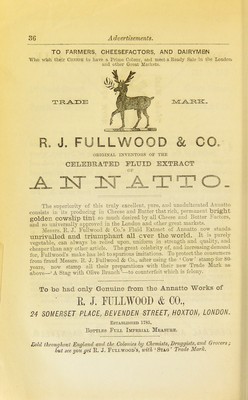 36 Advertisements.
TO FARMERS, CHEESEFACTORS, AND DAIRYMEN
Who wish their CHEESE to have a Prime Colour, and meet a Ready Sale in the London
and other Great Markets.
TRADE MARK.
R. J. FULLWOOD & CO.
ORIGINAL INVENTORS OF THE
CELEBRATED FLUID EXTRACT
OF
ANNATTO.
The superiority of this truly excellent, pure, and unadulterated Annatto
consists in its producing in Cheese and Butter that rich, permanent bright
golden cowslip tint so much desired by all Cheese and Butter Factors,
and so universally approved in the London and other great markets.
Messrs. R. J. Fullwood & Co.'s Fluid Extract of Annatto now stands
unrivalled and triumphant all over the world. It is purely
vegetable, can always be relied upon, uniform in strength and quality, and
cheaper than any other article. The great celebrity of, and increasing demand
for, Fullwood's make has led to spurious imitations. To protect the consumers
from fraud Messrs. R. J. Fullwood & Co., after using the 'Cow' stamp for 90
years, now stamp all their preparations with their new Trade Mark as
above—'A Stag with Olive Branch'—to counterfeit which is felony.
To be had only Genuine from the Annatto Works of
R. J. FULLWOOD & CO.,
24 SOMERSET PLACE, BEVENDEN STREET, HOXTON, LONDON.
ESTABLISHED 1785.
BOTTLES FULL IMPERIAL MEASURE.
Sold throughout England and the Colonies by Chemists, Druggists, and Grocers;
but see you get R. J. FULLWOOD'S, with 'STAG' Trade Mark.